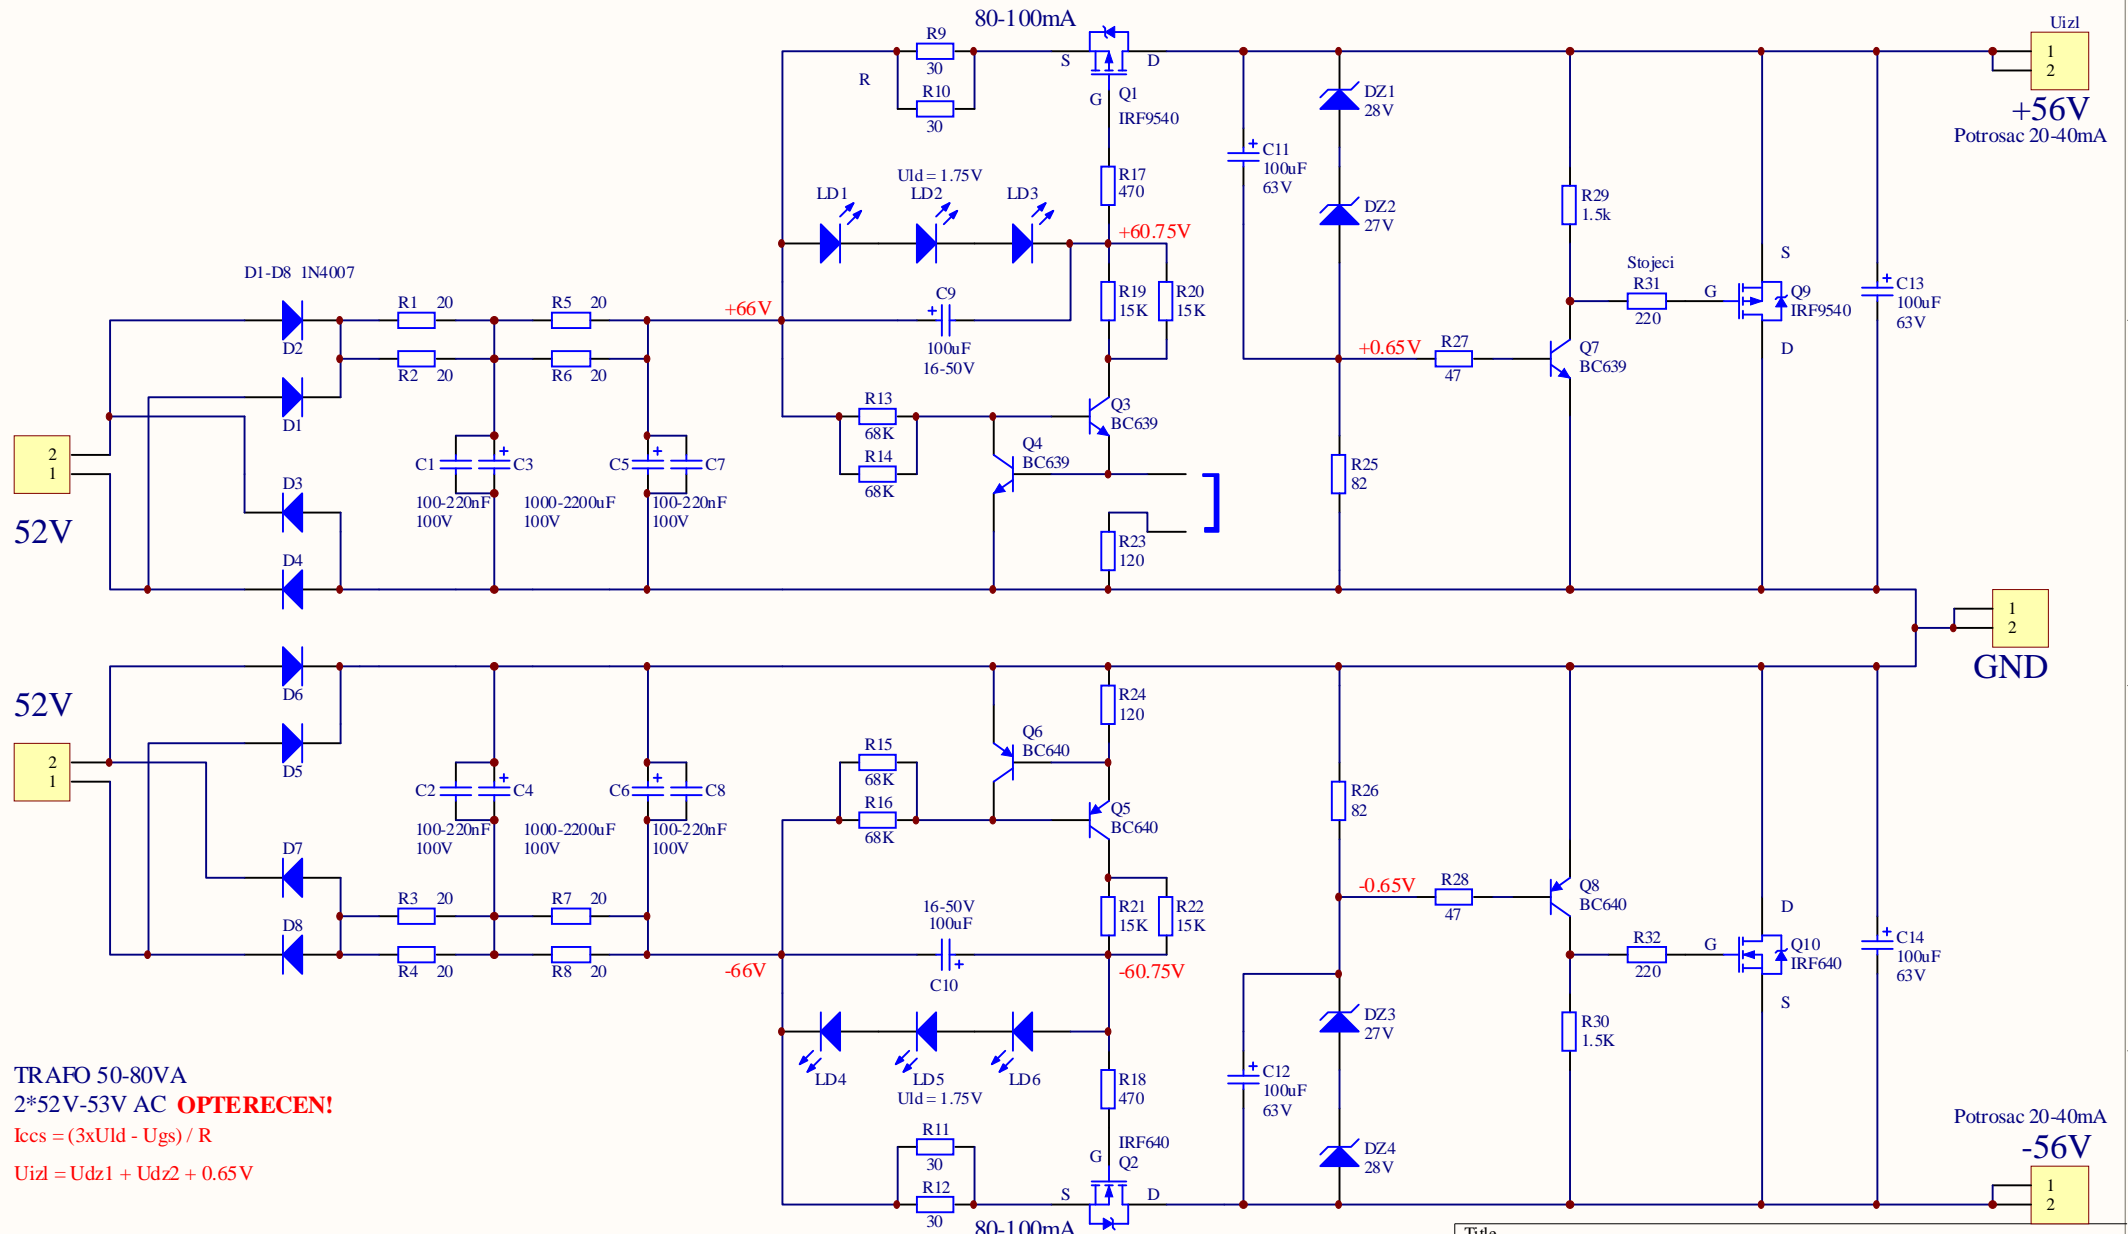 80-100mA
R9
30
R
R10
30
S
D
G
Q1
IRF9540
Uizl
1
2
+56V
Potrosac 20-40mA
DZ1
28V
C11
100uF
63V
R17
470
Uld = 1.75V
LD1
LD2
LD3
+60.75V
DZ2
27V
R29
1.5k
D1-D8 1N4007
D2
R1 20
R5 20
+66V
C9
100uF
16-50V
R19
15K
R20
15K
Stojeci
R31
220
G
S
Q9
IRF9540
D
C13
100uF
63V
R2 20
R6 20
D1
+0.65V
R27
47
Q7
BC639
R13
68K
R14
68K
Q3
BC639
Q4
BC639
2
1
52V
D3
D4
C1
C3
100-220nF
100V
1000-2200uF
100V
C5
C7
100-220nF
100V
R25
82
R23
120
1
2
GND
52V
2
1
D6
D5
D7
D8
C2
C4
100-220nF
100V
1000-2200uF
100V
C6
C8
100-220nF
100V
R3 20
R7 20
R4 20
R8 20
-66V
R15
68K
R16
68K
Q6
BC640
R24
120
Q5
BC640
R26
82
-0.65V
R28
47
Q8
BC640
16-50V
100uF
C10
R21
15K
R22
15K
-60.75V
R32
220
G
D
Q10
IRF640
S
C14
100uF
63V
DZ3
27V
R30
1.5K
LD4
LD5
LD6
Uld = 1.75V
R18
470
C12
100uF
63V
DZ4
28V
TRAFO 50-80VA
2*52V-53V AC OPTERECEN!
Iccs = (3xUld - Ugs) / R
Uizl = Udz1 + Udz2 + 0.65V
R11
30
R12
30
IRF640
G
Q2
S
D
80-100mA
Potrosac 20-40mA
-56V
1
2
Title